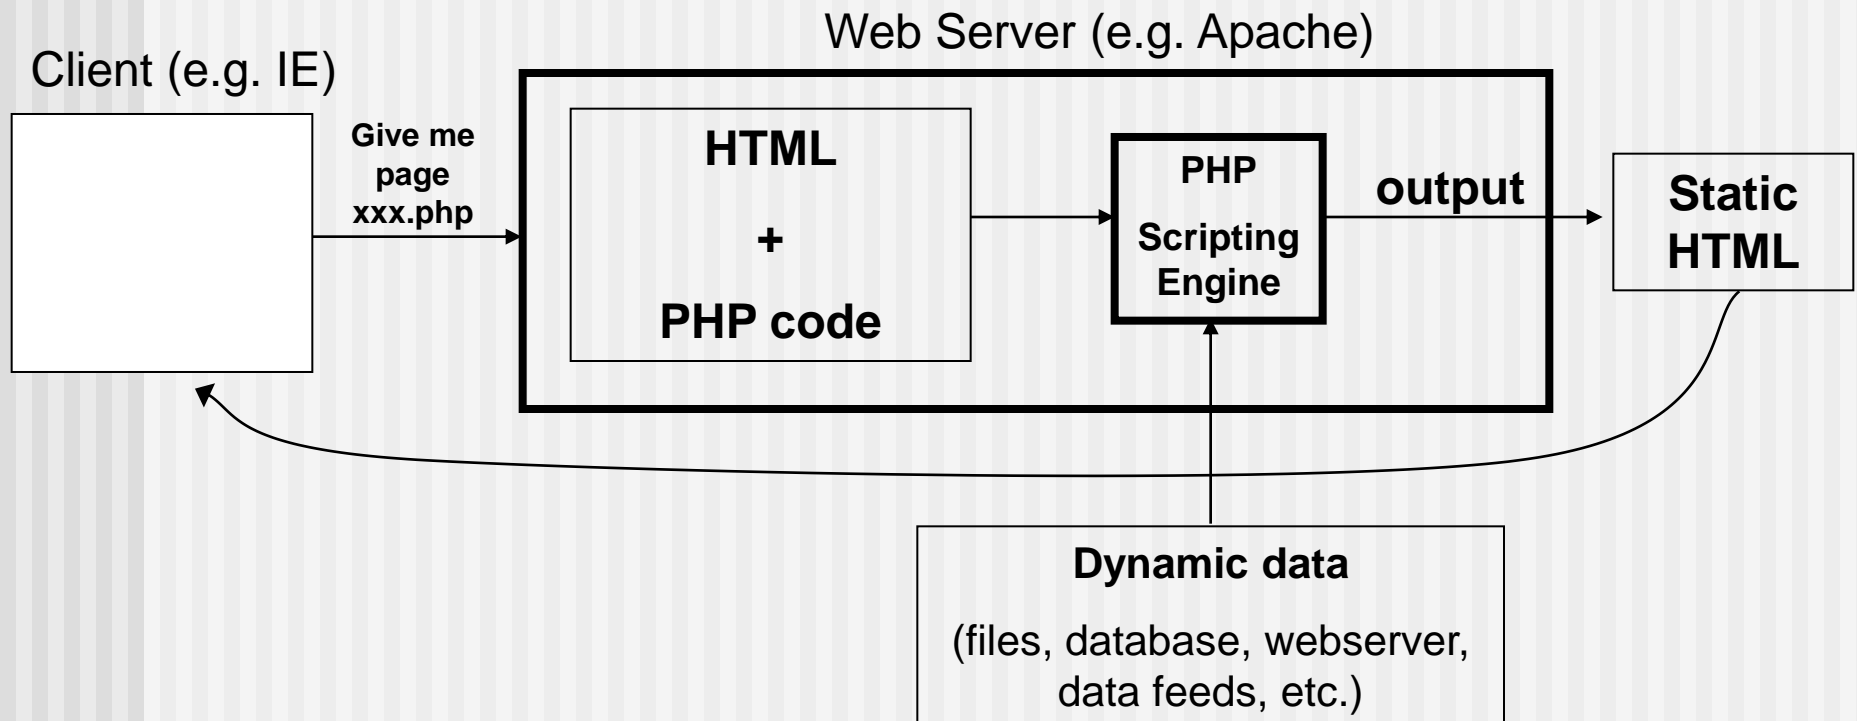 Web Server (e.g. Apache)
Client (e.g. IE)
Give me
page
xxx.php
HTML
+
PHP code
PHP
Scripting
Engine
output
Static
HTML
Dynamic data
(files, database, webserver,
data feeds, etc.)